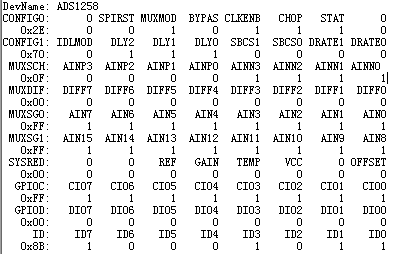 DevName: ADS1258
CONFIG0: 0 SPIRST MUXMOD BYPAS CLKENB CHOP STAT 0
0x2E: 0 0 1 0 1 1 1 0
CONFIG1: IDLMOD DLY2 DLY1 DLY0 SBCS1 SBCS0 DRATE1 DRATE0
0x70: 0 1 1 1 0 0 0 0
MUXSCH: AINP3 AINP2 AINP1 AINP0 AINN3 AINN2 AINN1 AINN0
0x0F: 0 0 0 0 1 1 1 1
MUXDIF: DIFF7 DIFF6 DIFF5 DIFF4 DIFF3 DIFF2 DIFF1 DIFF0
0x00: 0 0 0 0 0 0 0 0
MUXSG0: AIN7 AIN6 AIN5 AIN4 AIN3 AIN2 AIN1 AIN0
0xFF: 1 1 1 1 1 1 1 1
MUXSG1: AIN15 AIN14 AIN13 AIN12 AIN11 AIN10 AIN9 AIN8
0xFF: 1 1 1 1 1 1 1 1
SYSRED: 0 0 REF GAIN TEMP VCC 0 OFFSET
0x00: 0 0 0 0 0 0 0 0
GPIOC: CIO7 CIO6 CIO5 CIO4 CIO3 CIO2 CIO1 CIO0
0xFF: 1 1 1 1 1 1 1 1
GPIOD: DIO7 DIO6 DIO5 DIO4 DIO3 DIO2 DIO1 DIO0
0x00: 0 0 0 0 0 0 0 0
ID: ID7 ID6 ID5 ID4 ID3 ID2 ID1 ID0
0x8B: 1 0 0 0 1 0 1 1